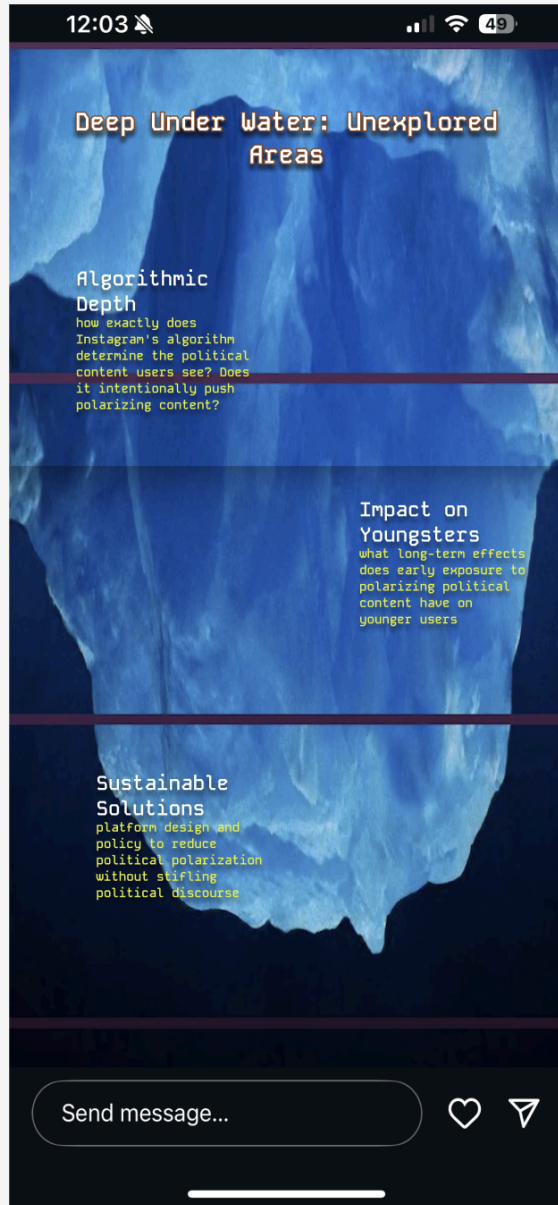 12:03
49
Deep Under Water: Unexplored
Areas
Algorithmic
Depth
how exactly does
Instagram's algorithm
determine the political
content users see? Does
it intentionally push
polarizing content?
Impact on
Youngsters
what long-term effects
does early exposure to
polarizing political
content have on
younger users
Sustainable
Solutions
platform design and
policy to reduce
political polarization
without stifling
political discourse
Send message...